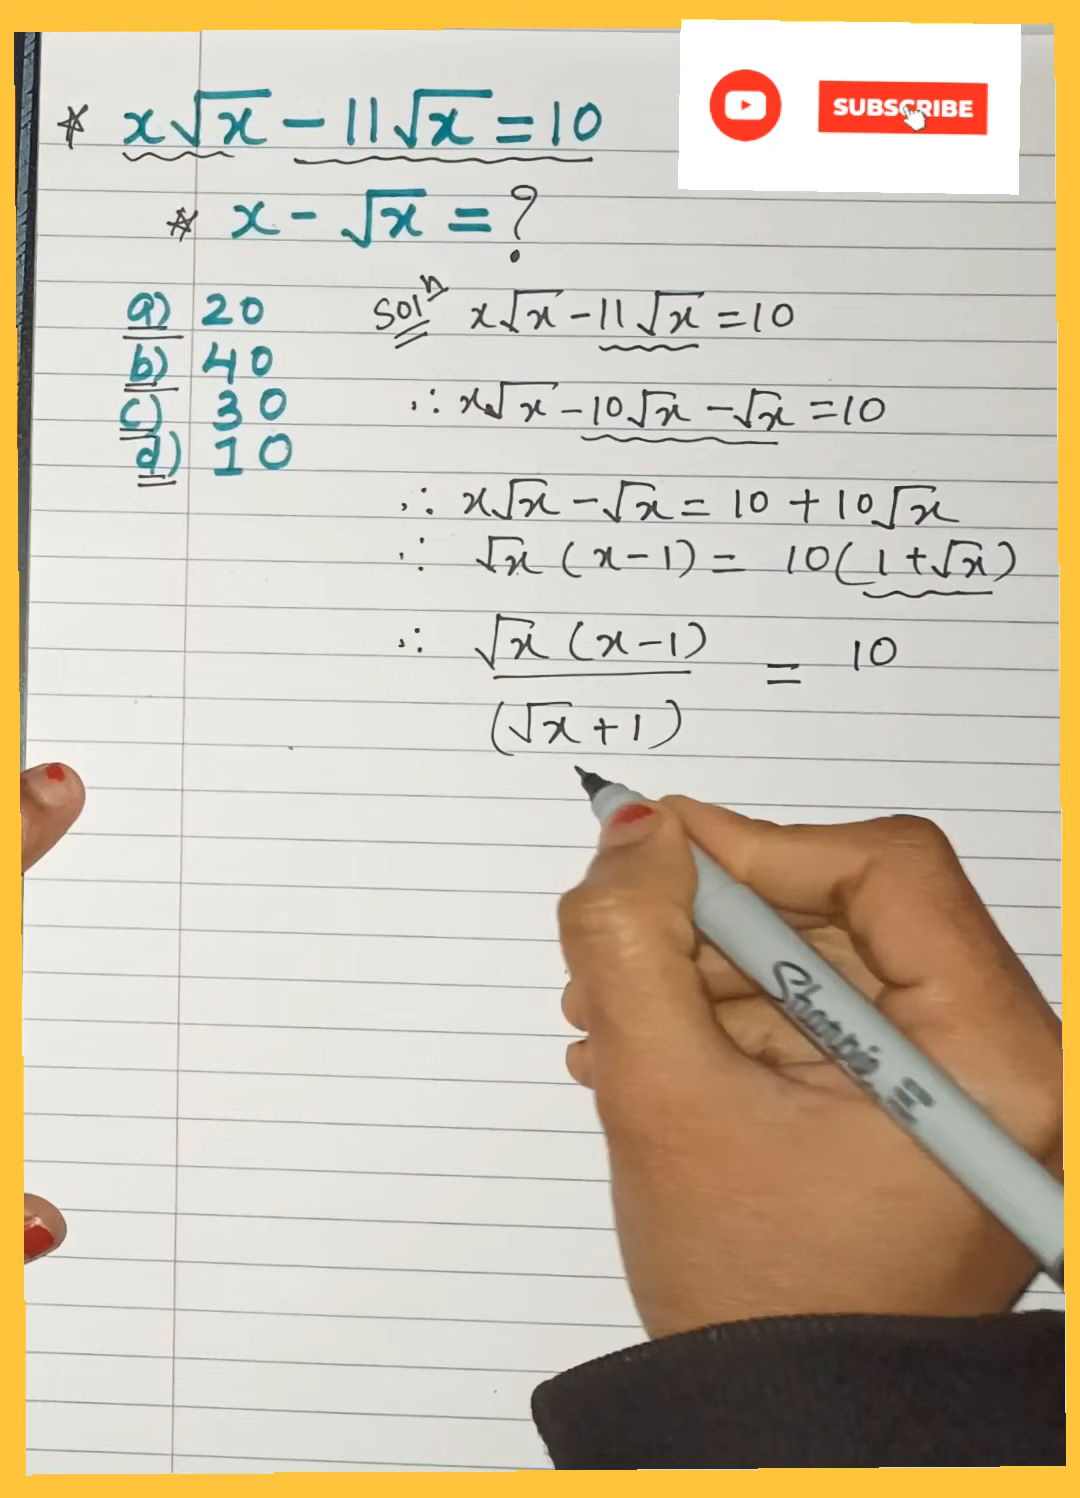 SUBSCRIBE
* x√x - 11√x = 10
* x - √x = ?
a) 20
b) 40
c) 30
d) 10
Solⁿ x√x - 11√x = 10
∴ x√x - 10√x - √x = 10
∴ x√x - √x = 10 + 10√x
∴ √x (x-1) = 10(1+√x)
∴ √x (x-1) / (√x + 1) = 10
Sharpie